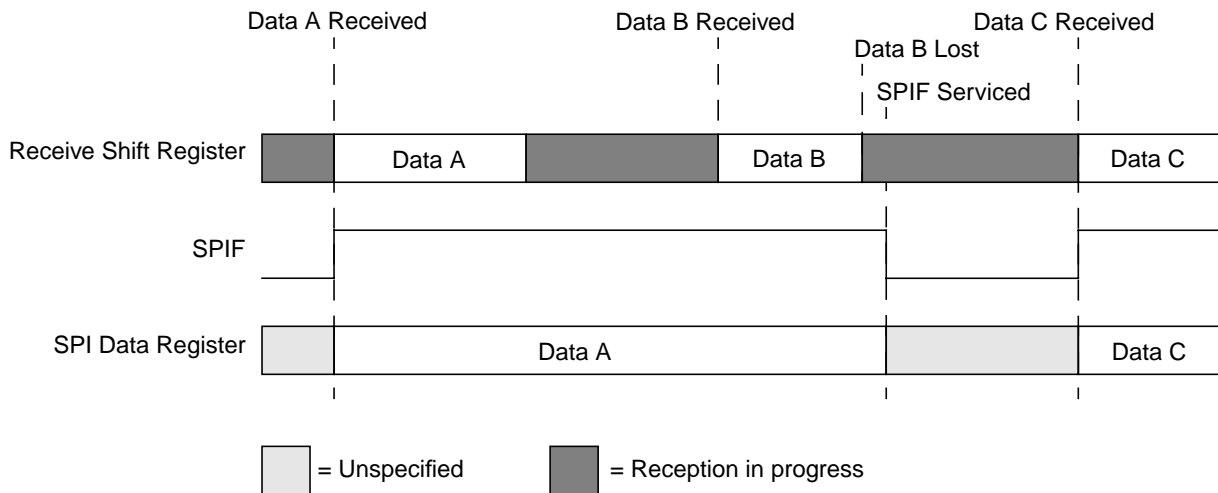 Data A Received
Data B Received
Data C Received
Data B Lost
SPIF Serviced
Receive Shift Register
Data A
Data B
Data C
SPIF
SPI Data Register
Data A
Data C
= Unspecified
= Reception in progress